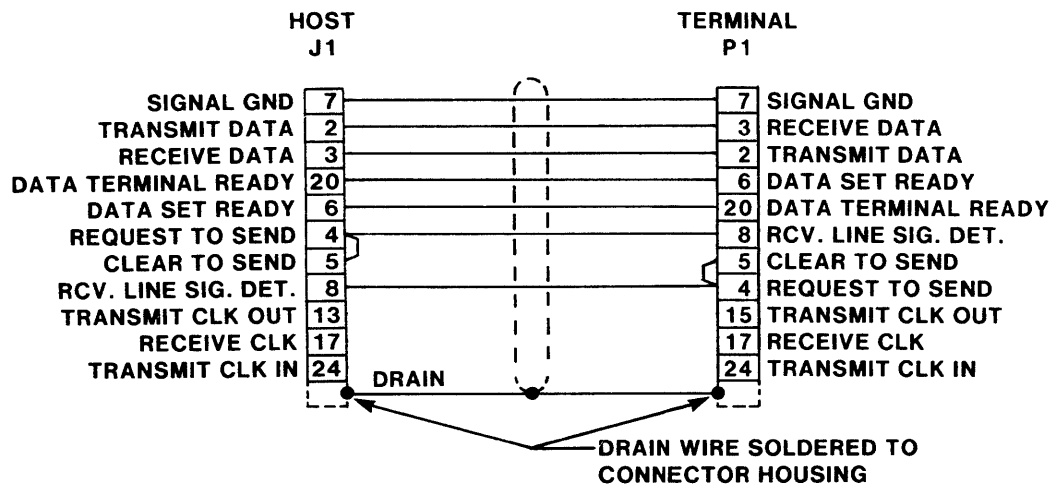 HOST TERMINAL
J1 P1
SIGNAL GND 7 7 SIGNAL GND
TRANSMIT DATA 2 3 RECEIVE DATA
RECEIVE DATA 3 2 TRANSMIT DATA
DATA TERMINAL READY 20 6 DATA SET READY
DATA SET READY 6 20 DATA TERMINAL READY
REQUEST TO SEND 4 8 RCV. LINE SIG. DET.
CLEAR TO SEND 5 5 CLEAR TO SEND
RCV. LINE SIG. DET. 8 4 REQUEST TO SEND
TRANSMIT CLK OUT 13 15 TRANSMIT CLK OUT
RECEIVE CLK 17 17 RECEIVE CLK
TRANSMIT CLK IN 24 24 TRANSMIT CLK IN
DRAIN
DRAIN WIRE SOLDERED TO
CONNECTOR HOUSING